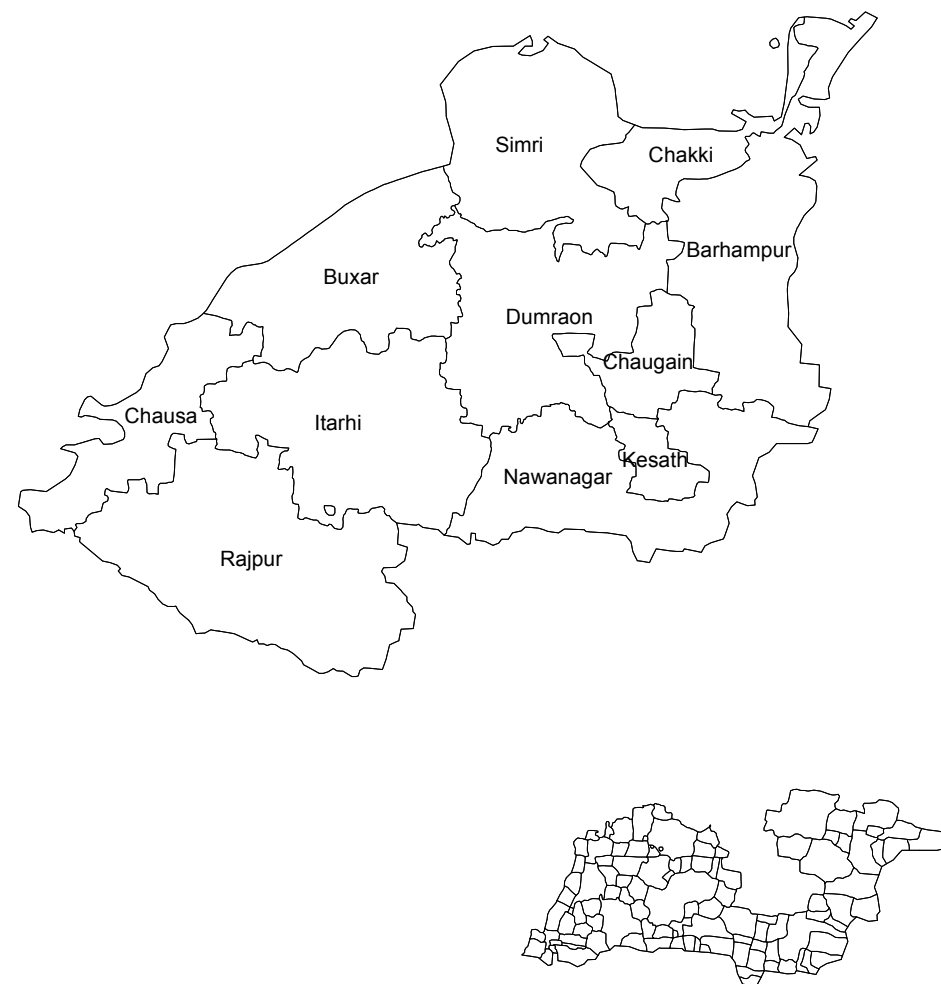 Simri
Chakki
Barhampur
Buxar
Dumraon
Chaugain
Chausa
Itarhi
Kesath
Nawanagar
Rajpur